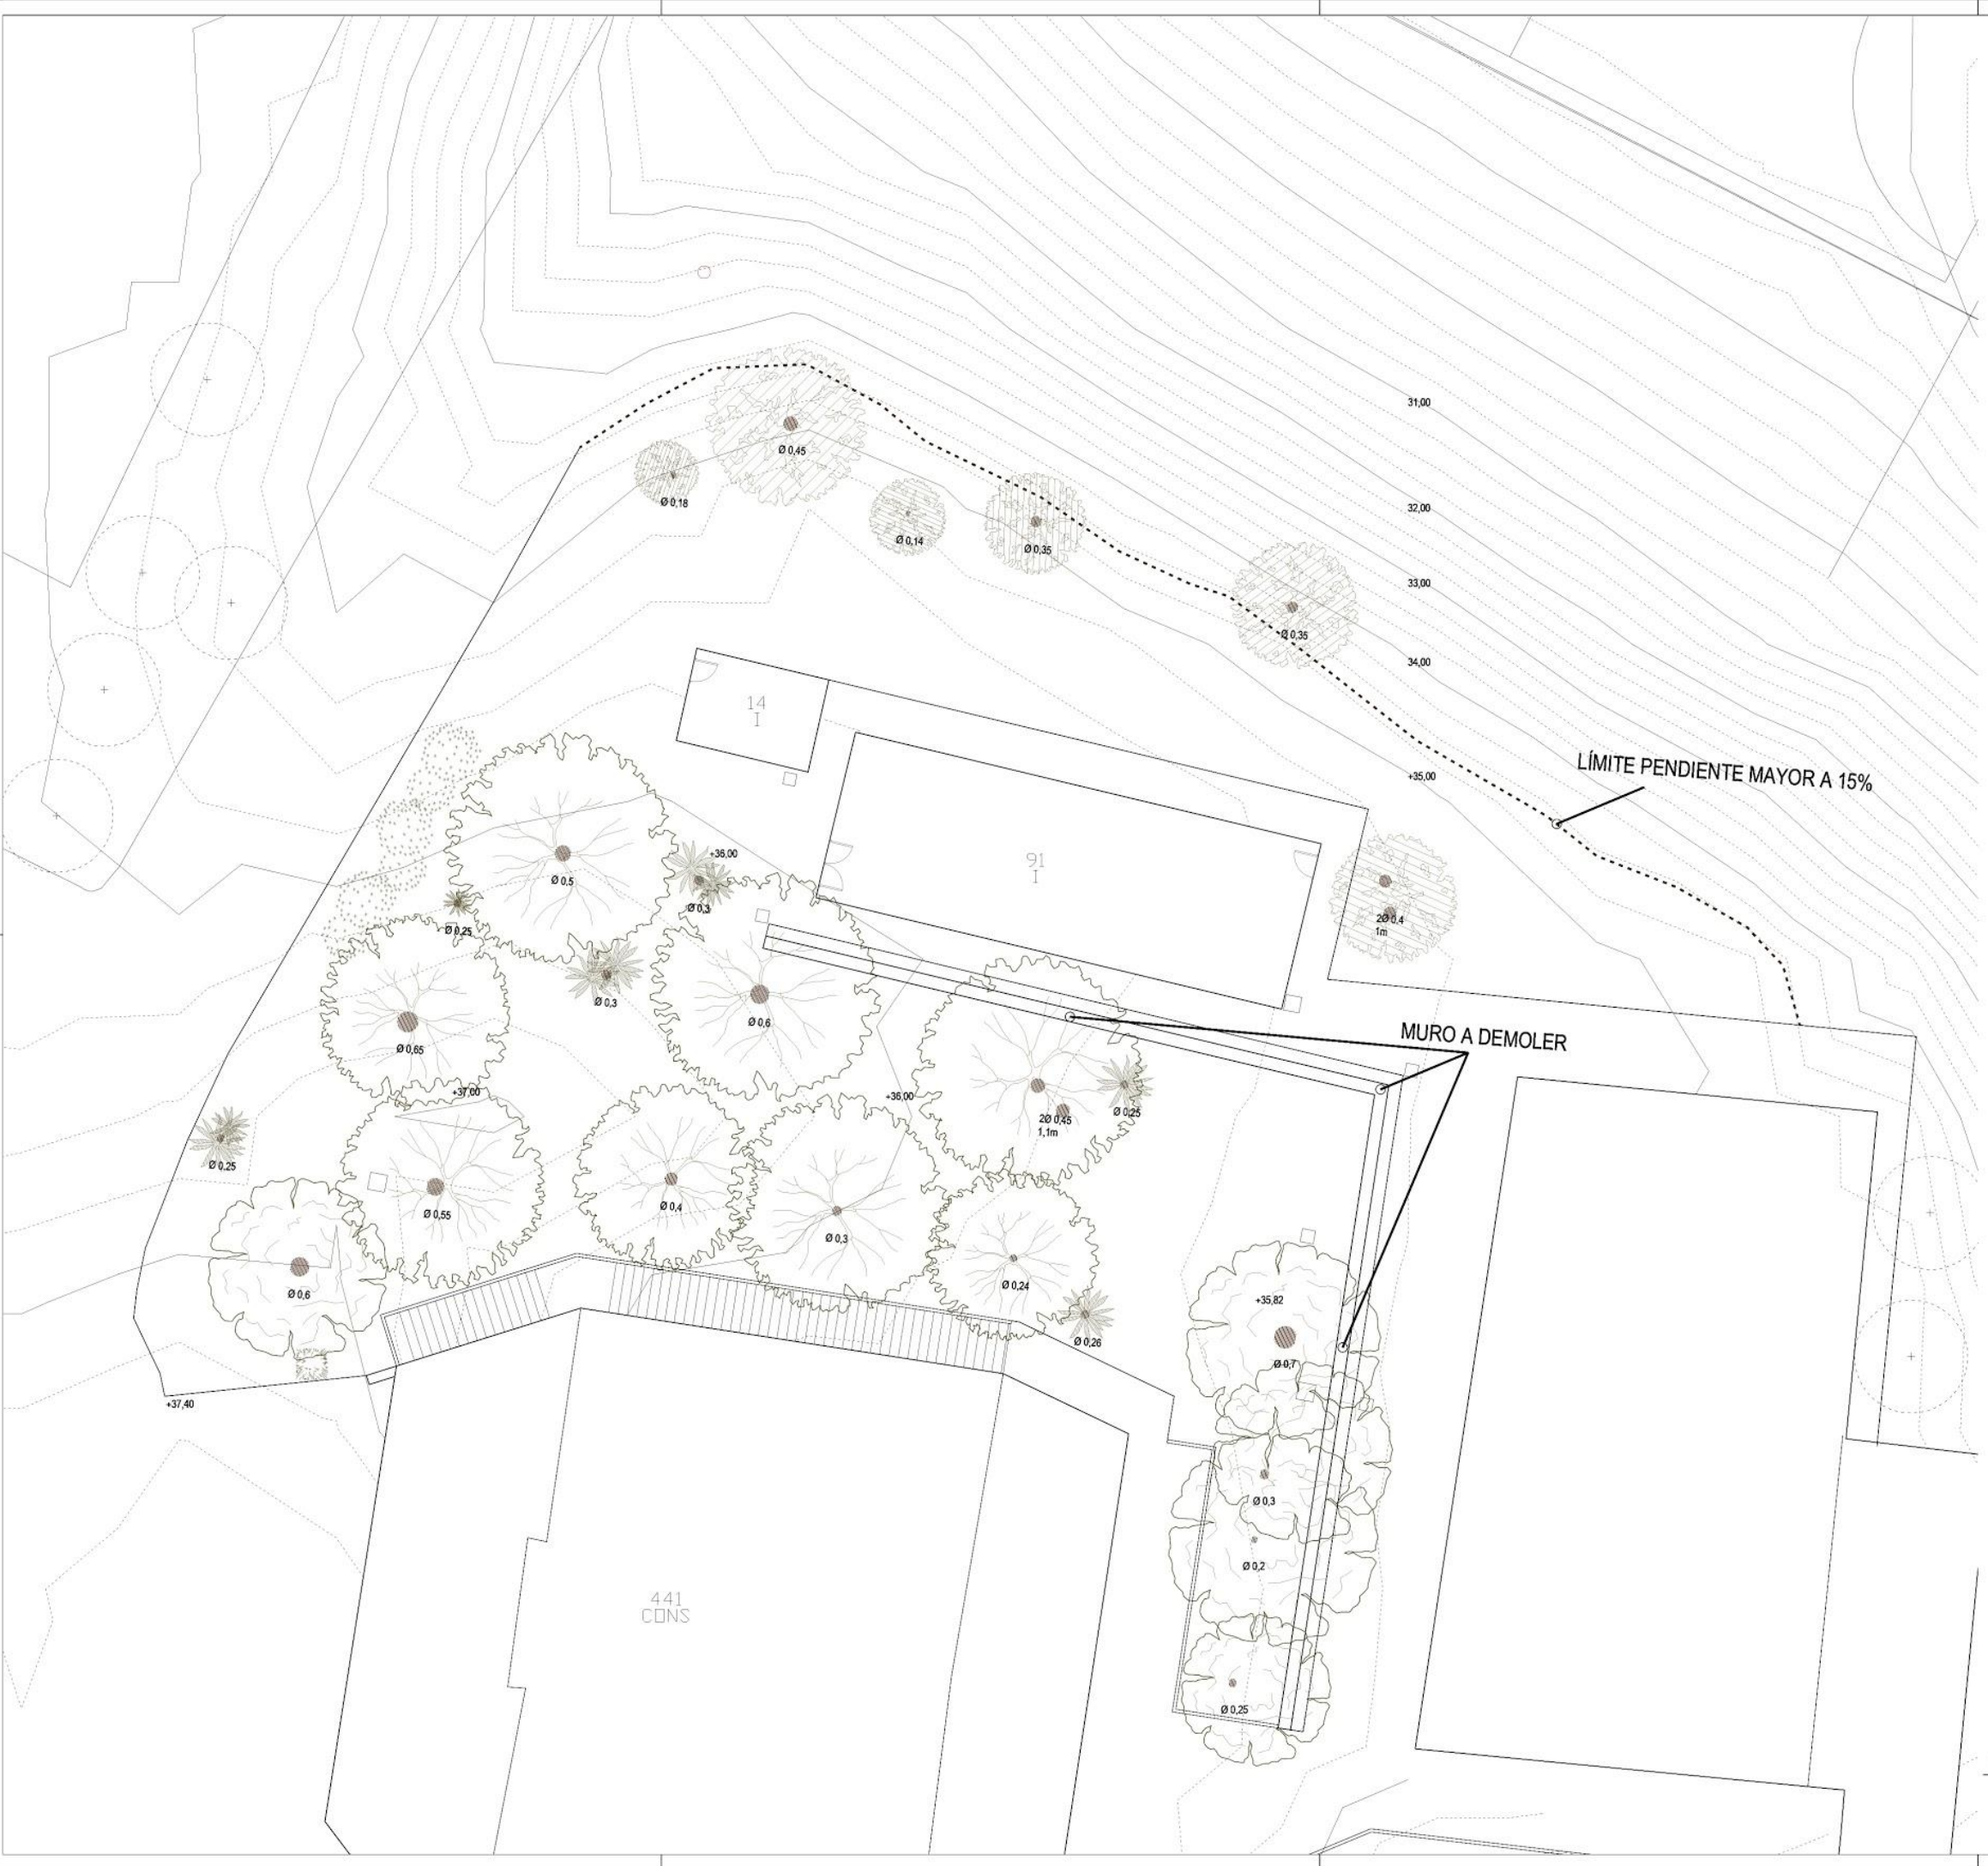 31,00
Ø 0,45
Ø 0,18
32,00
Ø 0,14
Ø 0,35
33,00
Ø 0,35
34,00
14
I
+35,00
LÍMITE PENDIENTE MAYOR A 15%
+36,00
91
I
Ø 0,5
Ø 0,3
2Ø 0,4
1m
Ø 0,25
Ø 0,3
Ø 0,6
MURO A DEMOLER
Ø 0,65
+37,00
+36,00
2Ø 0,45
1,1m
Ø 0,25
Ø 0,25
Ø 0,55
Ø 0,4
Ø 0,3
Ø 0,6
Ø 0,24
+35,82
Ø 0,26
Ø 0,7
+37,40
Ø 0,3
Ø 0,2
441
CONS
Ø 0,25